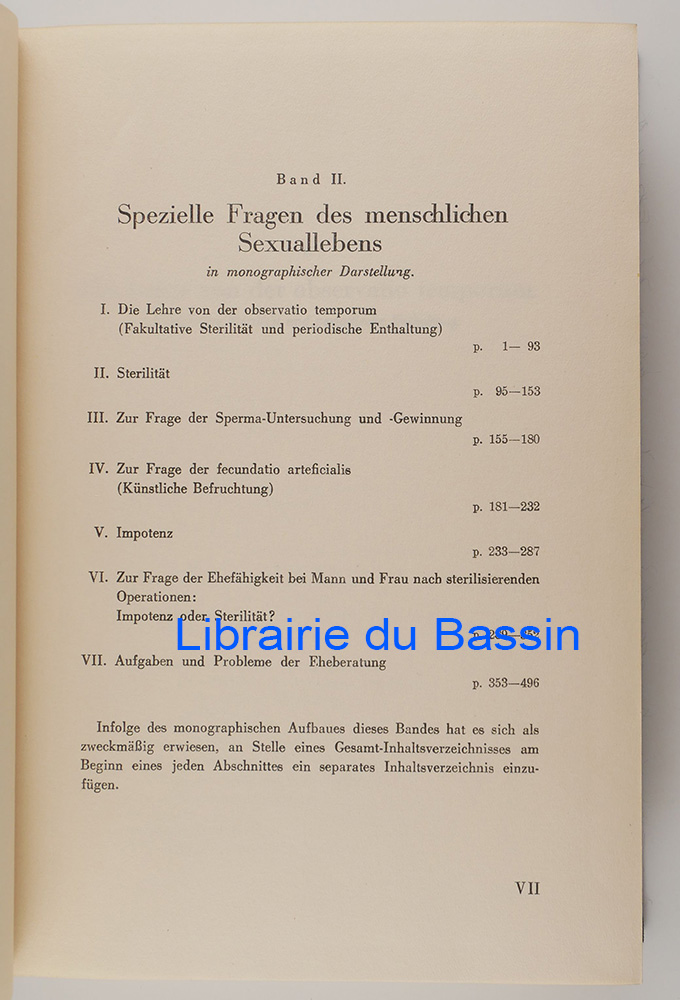 Band II.
Spezielle Fragen des menschlichen
Sexuallebens
in monographischer Darstellung.
I. Die Lehre von der observatio temporum
(Fakultative Sterilität und periodische Enthaltung)
p. 1— 93
II. Sterilität
p. 95—153
III. Zur Frage der Sperma-Untersuchung und -Gewinnung
p. 155—180
IV. Zur Frage der fecundatio arteficialis
(Künstliche Befruchtung)
p. 181—232
V. Impotenz
p. 233—287
VI. Zur Frage der Ehefähigkeit bei Mann und Frau nach sterilisierenden
Operationen:
Impotenz oder Sterilität?
Librairie du Bassin
VII. Aufgaben und Probleme der Eheberatung
p. 353—496
Infolge des monographischen Aufbaues dieses Bandes hat es sich als
zweckmäßig erwiesen, an Stelle eines Gesamt-Inhaltsverzeichnisses am
Beginn eines jeden Abschnittes ein separates Inhaltsverzeichnis einzu-
fügen.
VII